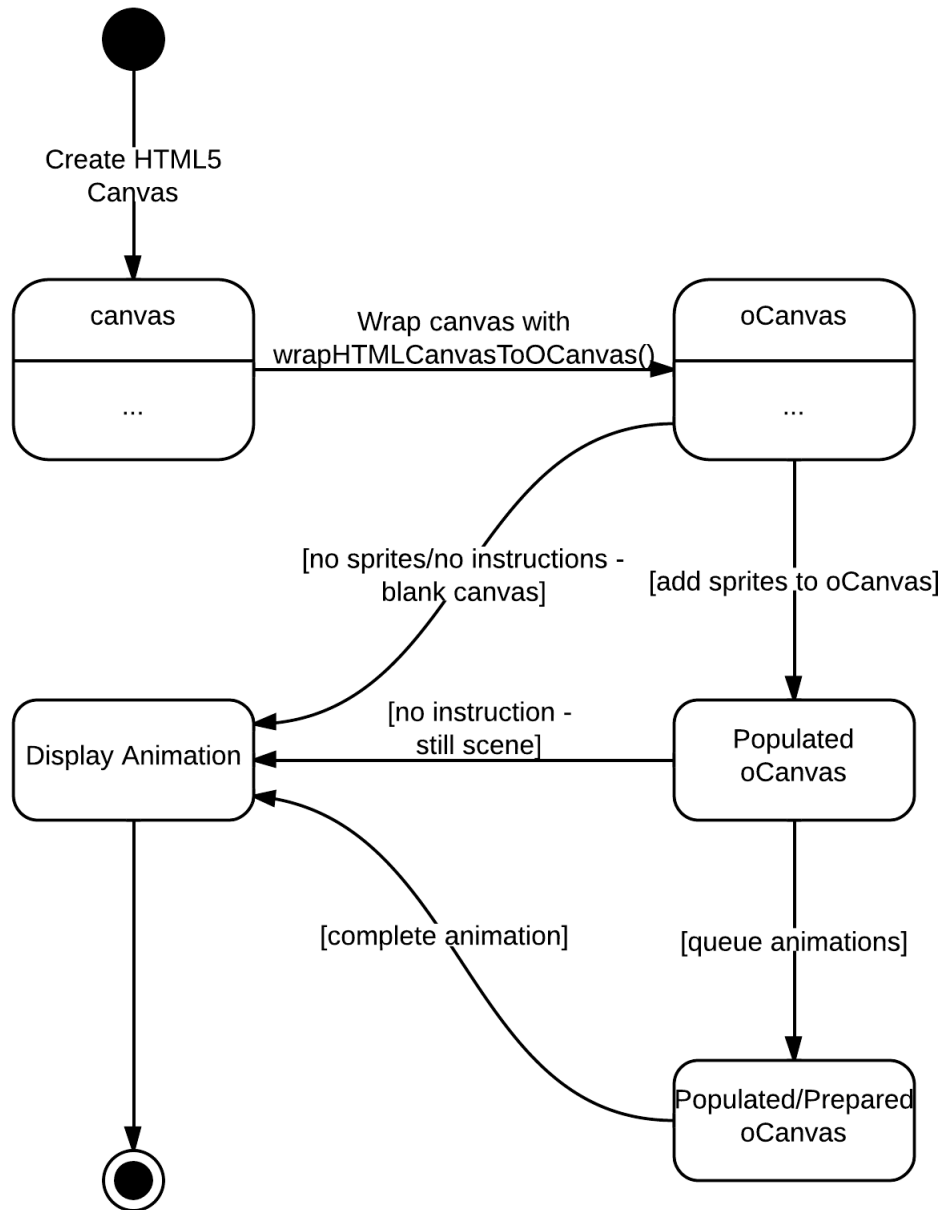 Create HTML5
Canvas
canvas
...
Wrap canvas with
wrapHTMLCanvasToOCanvas()
oCanvas
...
[no sprites/no instructions -
blank canvas]
[add sprites to oCanvas]
Display Animation
[no instruction -
still scene]
Populated
oCanvas
[complete animation]
[queue animations]
Populated/Prepared
oCanvas